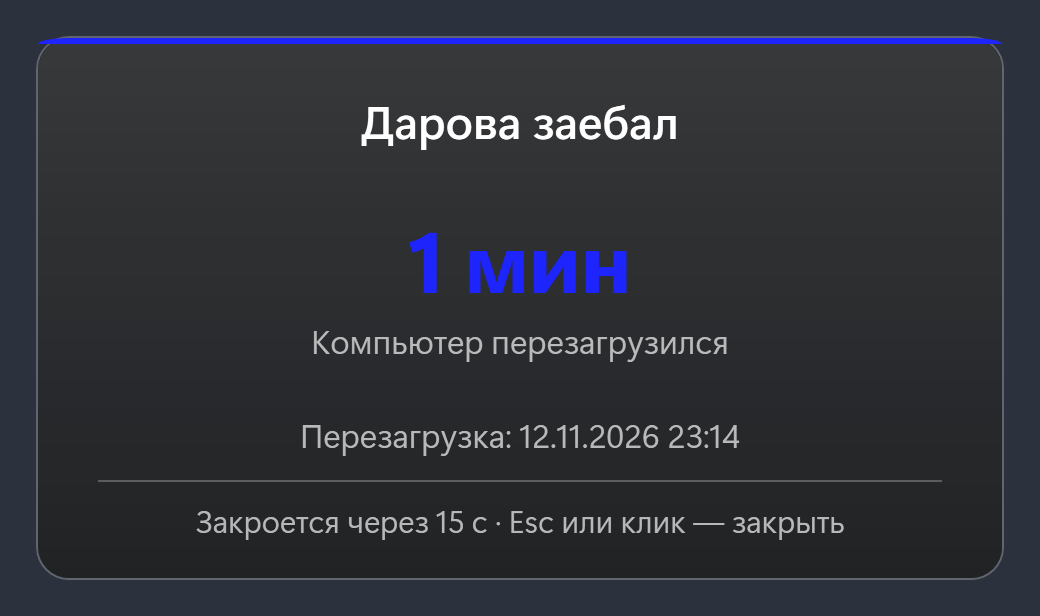 Дарова заебал
1 мин
Компьютер перезагрузился
Перезагрузка: 12.11.2026 23:14
Закроется через 15 с · Esc или клик — закрыть